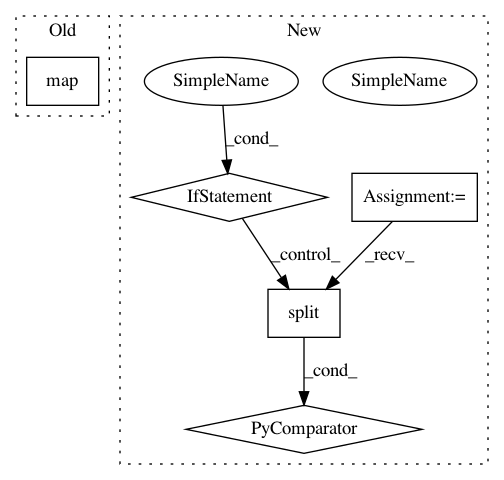 Old
New
map
SimpleName
SimpleName
_cond_
IfStatement
Assignment:=
_control_
_recv_
split
_cond_
PyComparator